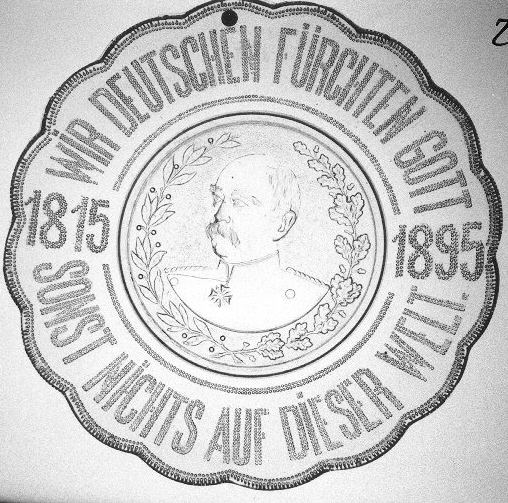 WIR DEUTSCHEN FÜRCHTEN GOTT
1815
1895
SONST NICHTS AUF DIESER WELT.